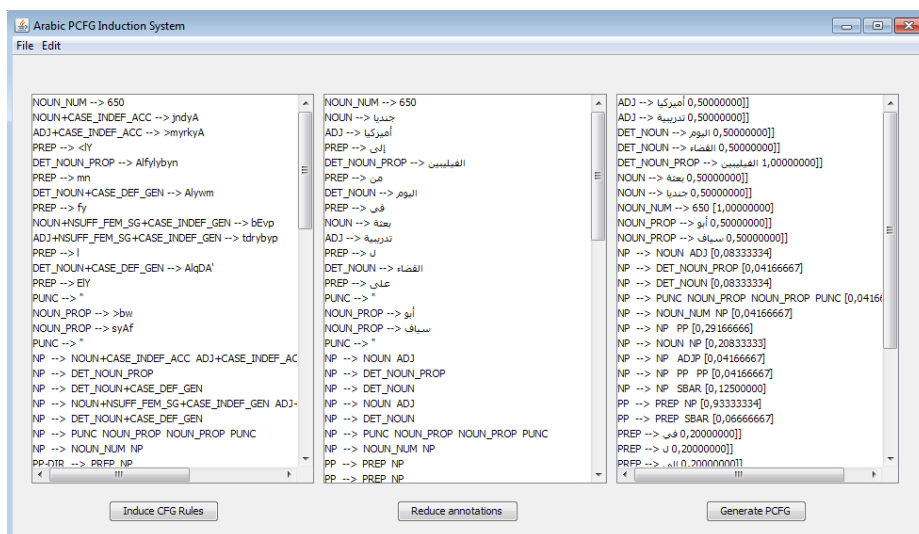 Arabic PCFG Induction System
File Edit
NOUN_NUM --> 650
NOUN+CASE_INDEF_ACC --> jndyA
ADJ+CASE_INDEF_ACC --> >myrkyA
PREP --> <lY
DET_NOUN_PROP --> Alfylybyn
PREP --> mn
DET_NOUN+CASE_DEF_GEN --> Alywm
PREP --> fy
NOUN+NSUFF_FEM_SG+CASE_INDEF_GEN --> bEvp
ADJ+NSUFF_FEM_SG+CASE_INDEF_GEN --> tdrybyp
PREP --> l
DET_NOUN+CASE_DEF_GEN --> AlqDA'
PREP --> ElY
PUNC --> "
NOUN_PROP --> >bw
NOUN_PROP --> syAf
PUNC --> "
NP --> NOUN+CASE_INDEF_ACC ADJ+CASE_INDEF_AC
NP --> DET_NOUN_PROP
NP --> DET_NOUN+CASE_DEF_GEN
NP --> NOUN+NSUFF_FEM_SG+CASE_INDEF_GEN ADJ+
NP --> DET_NOUN+CASE_DEF_GEN
NP --> PUNC NOUN_PROP NOUN_PROP PUNC
NP --> NOUN_NUM NP
PP-DIR --> PREP NP
NOUN_NUM --> 650
NOUN --> جنديا
ADJ --> أميركيا
PREP --> إلى
DET_NOUN_PROP --> الفيليبين
PREP --> من
DET_NOUN --> اليوم
PREP --> في
NOUN --> بعثة
ADJ --> تدريبية
PREP --> ل
DET_NOUN --> القضاء
PREP --> على
PUNC --> "
NOUN_PROP --> أبو
NOUN_PROP --> سياف
PUNC --> "
NP --> NOUN ADJ
NP --> DET_NOUN_PROP
NP --> DET_NOUN
NP --> NOUN ADJ
NP --> DET_NOUN
NP --> PUNC NOUN_PROP NOUN_PROP PUNC
NP --> NOUN_NUM NP
PP --> PREP NP
PP --> PREP NP
ADJ --> أميركيا 0,50000000]]
ADJ --> تدريبية 0,50000000]]
DET_NOUN --> اليوم 0,50000000]]
DET_NOUN --> القضاء 0,50000000]]
DET_NOUN_PROP --> الفيليبين 1,00000000]]
NOUN --> بعثة 0,50000000]]
NOUN --> جنديا 0,50000000]]
NOUN_NUM --> 650 [1,00000000]
NOUN_PROP --> أبو 0,50000000]]
NOUN_PROP --> سياف 0,50000000]]
NP --> NOUN ADJ [0,08333334]
NP --> DET_NOUN_PROP [0,04166667]
NP --> DET_NOUN [0,08333334]
NP --> PUNC NOUN_PROP NOUN_PROP PUNC [0,0416
NP --> NOUN_NUM NP [0,04166667]
NP --> NP PP [0,29166666]
NP --> NOUN NP [0,20833333]
NP --> NP ADJP [0,04166667]
NP --> NP PP PP [0,04166667]
NP --> NP SBAR [0,12500000]
PP --> PREP NP [0,93333334]
PP --> PREP SBAR [0,06666667]
PREP --> في 0,20000000]]
PREP --> ل 0,20000000]]
PREP --> إلى 0,20000000]]
Induce CFG Rules
Reduce annotations
Generate PCFG